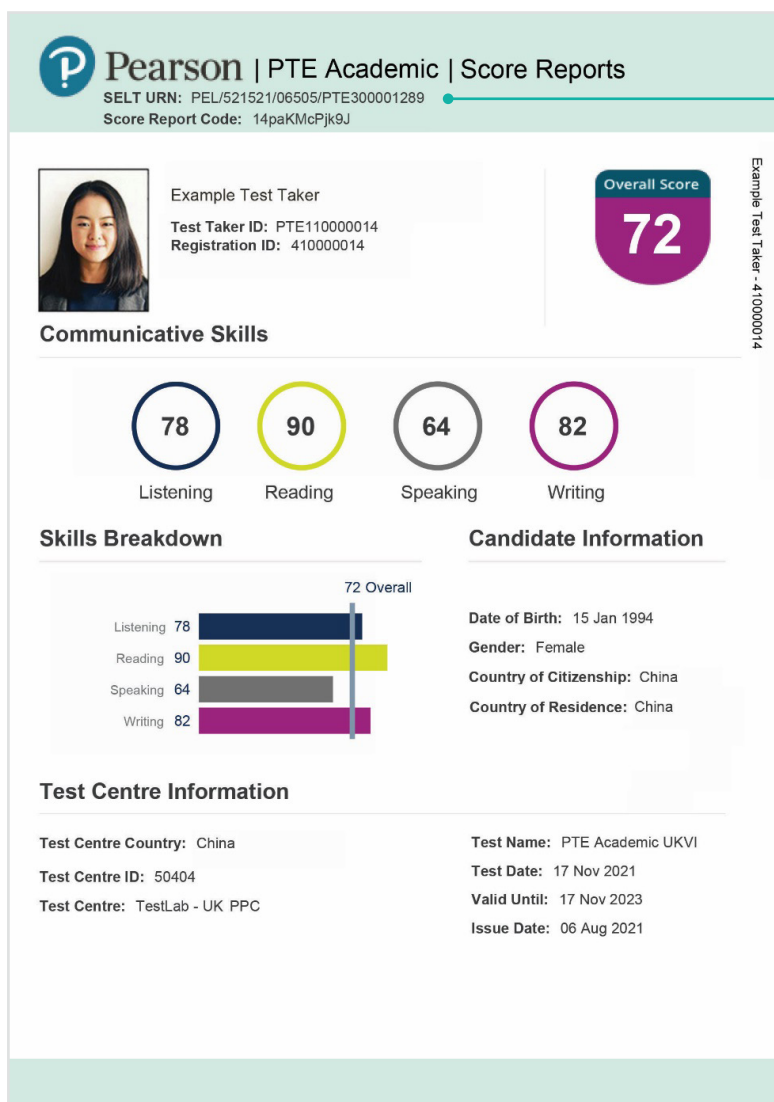 Pearson | PTE Academic | Score Reports
SELT URN: PEL/521521/06505/PTE300001289
Score Report Code: 14paKMcPjk9J
Example Test Taker
Test Taker ID: PTE110000014
Registration ID: 410000014
Overall Score
72
Example Test Taker - 410000014
Communicative Skills
78 90 64 82
Listening Reading Speaking Writing
Skills Breakdown
72 Overall
Listening 78
Reading 90
Speaking 64
Writing 82
Candidate Information
Date of Birth: 15 Jan 1994
Gender: Female
Country of Citizenship: China
Country of Residence: China
Test Centre Information
Test Centre Country: China
Test Centre ID: 50404
Test Centre: TestLab - UK PPC
Test Name: PTE Academic UKVI
Test Date: 17 Nov 2021
Valid Until: 17 Nov 2023
Issue Date: 06 Aug 2021